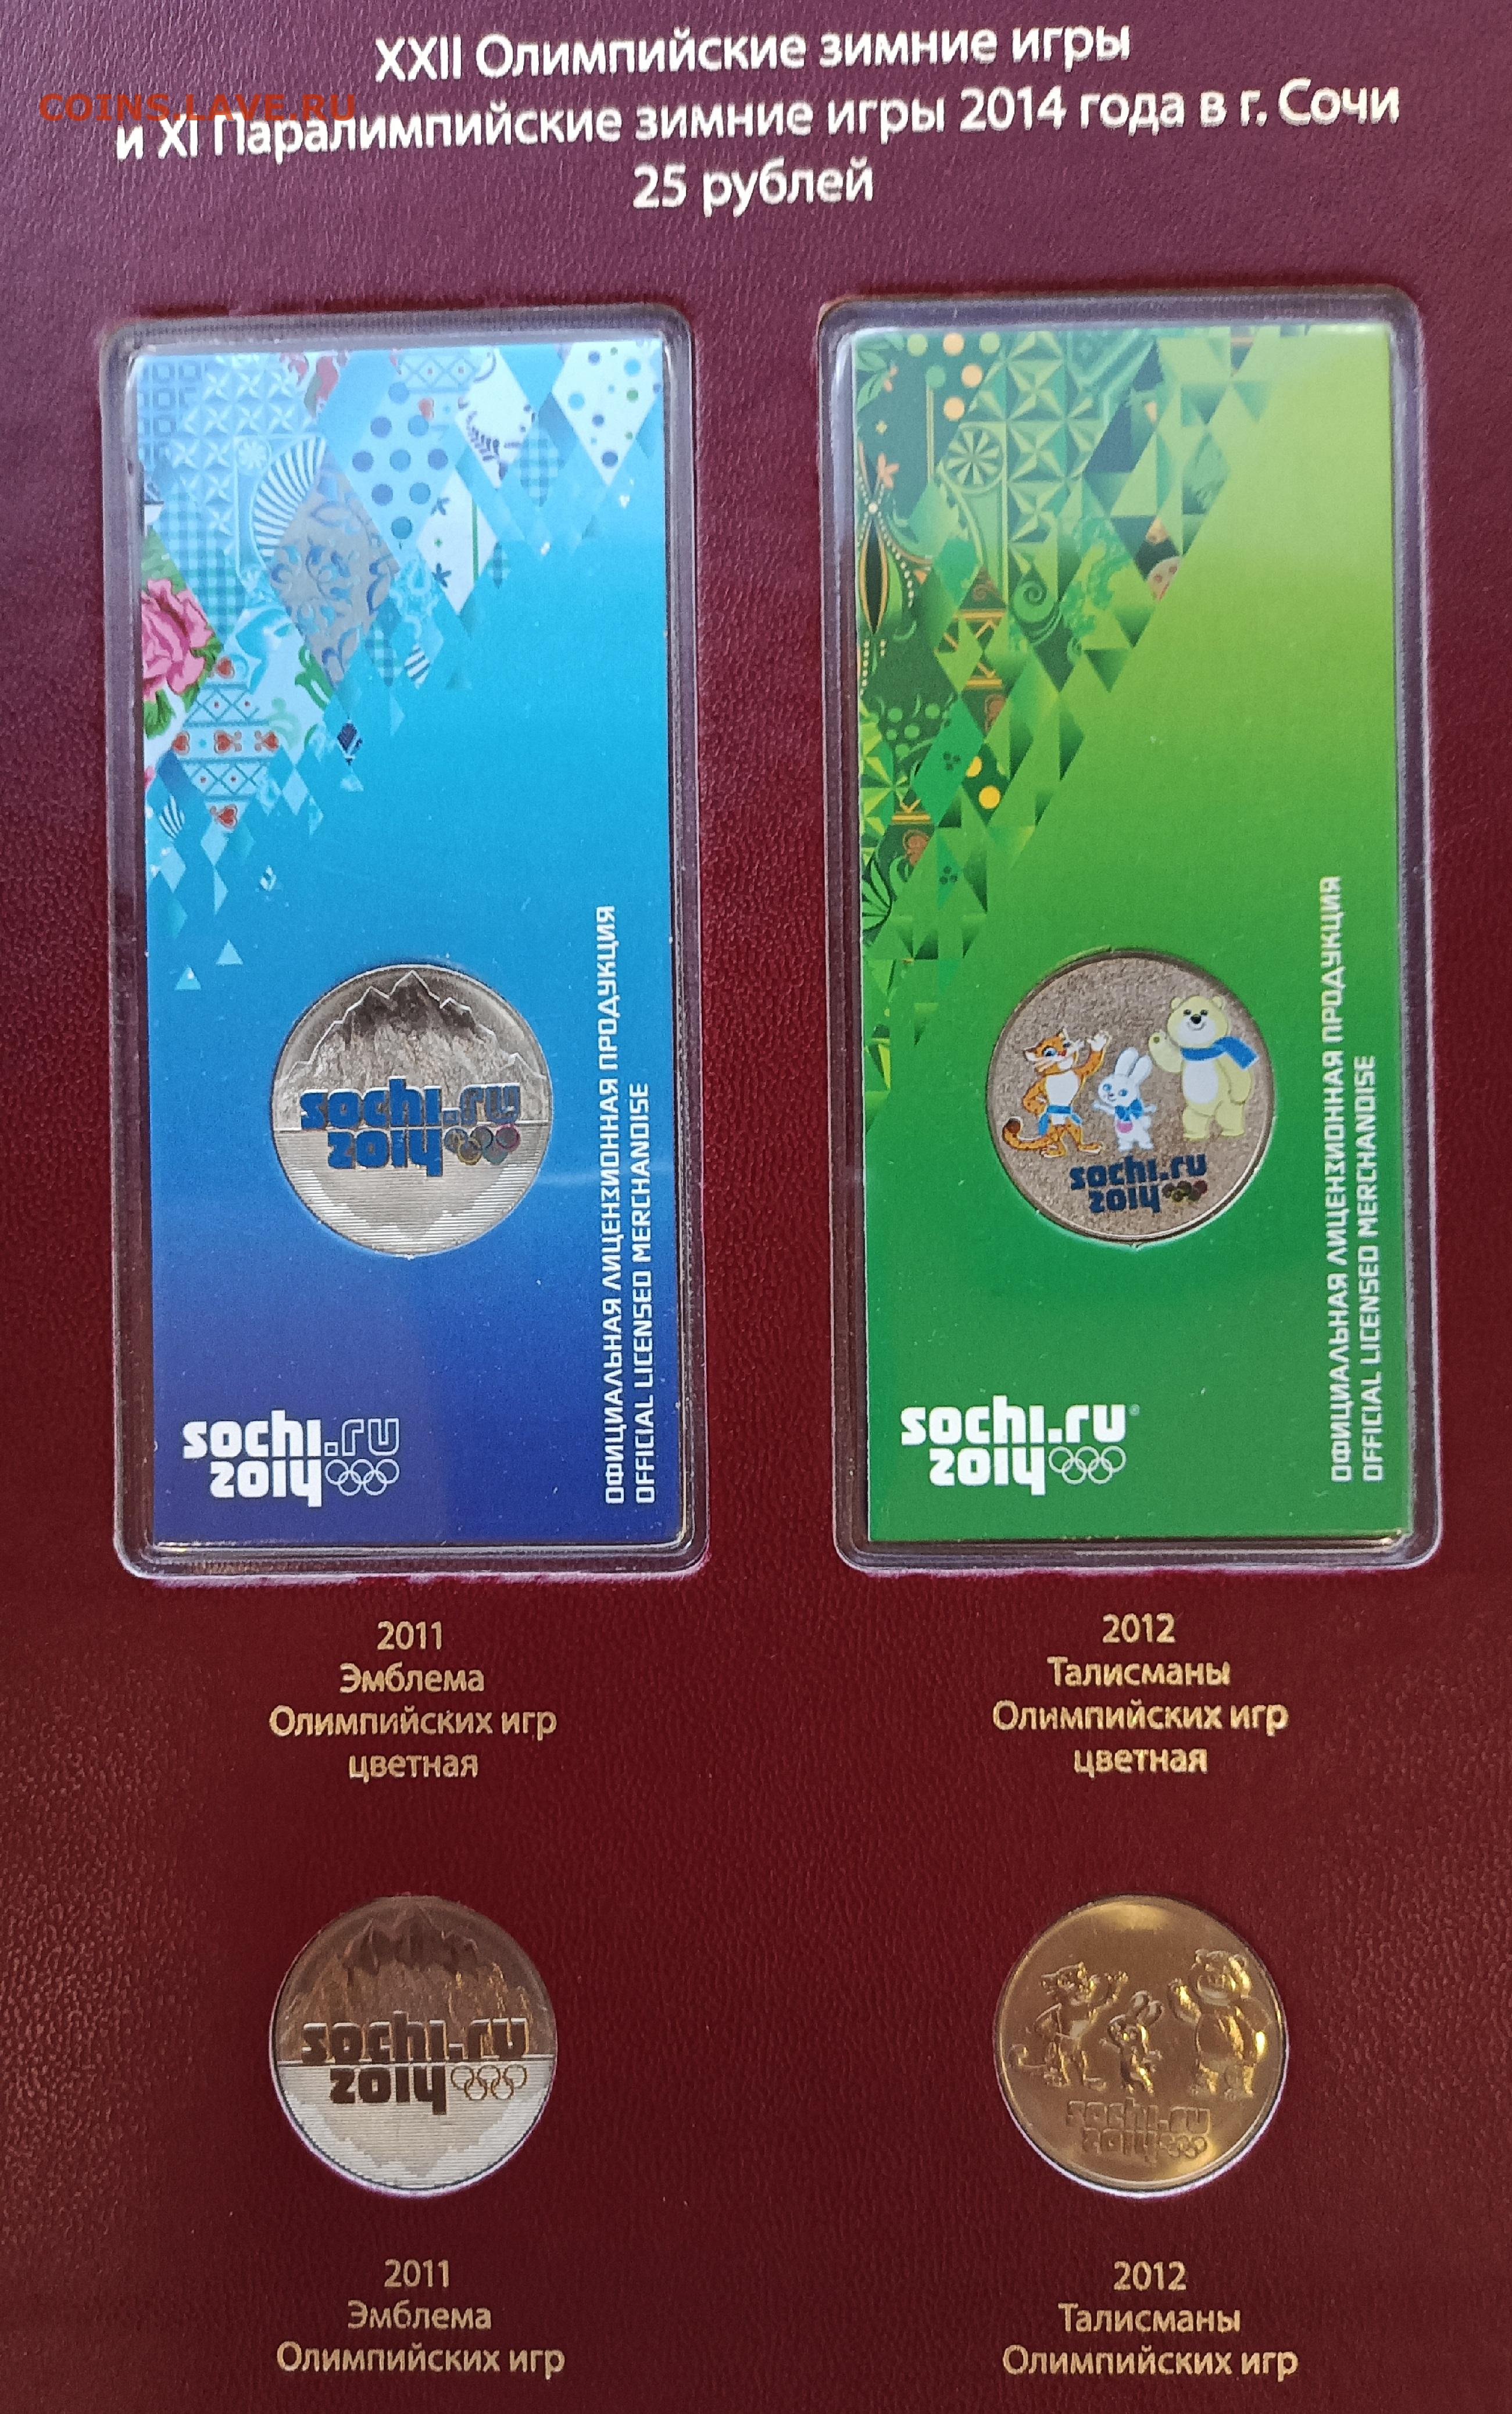 XXII Олимпийские зимние игры
COINS.LAVE.RU
и XI Паралимпийские зимние игры 2014 года в г. Сочи
25 рублей
sochi.ru
2014
sochi.ru
2014
ОФИЦИАЛЬНАЯ ЛИЦЕНЗИОННАЯ ПРОДУКЦИЯ
OFFICIAL LICENSED MERCHANDISE
sochi.ru
2014
sochi.ru
2014
ОФИЦИАЛЬНАЯ ЛИЦЕНЗИОННАЯ ПРОДУКЦИЯ
OFFICIAL LICENSED MERCHANDISE
2011
Эмблема
Олимпийских игр
цветная
2012
Талисманы
Олимпийских игр
цветная
sochi.ru
2014
sochi.ru
2014
2011
Эмблема
Олимпийских игр
2012
Талисманы
Олимпийских игр